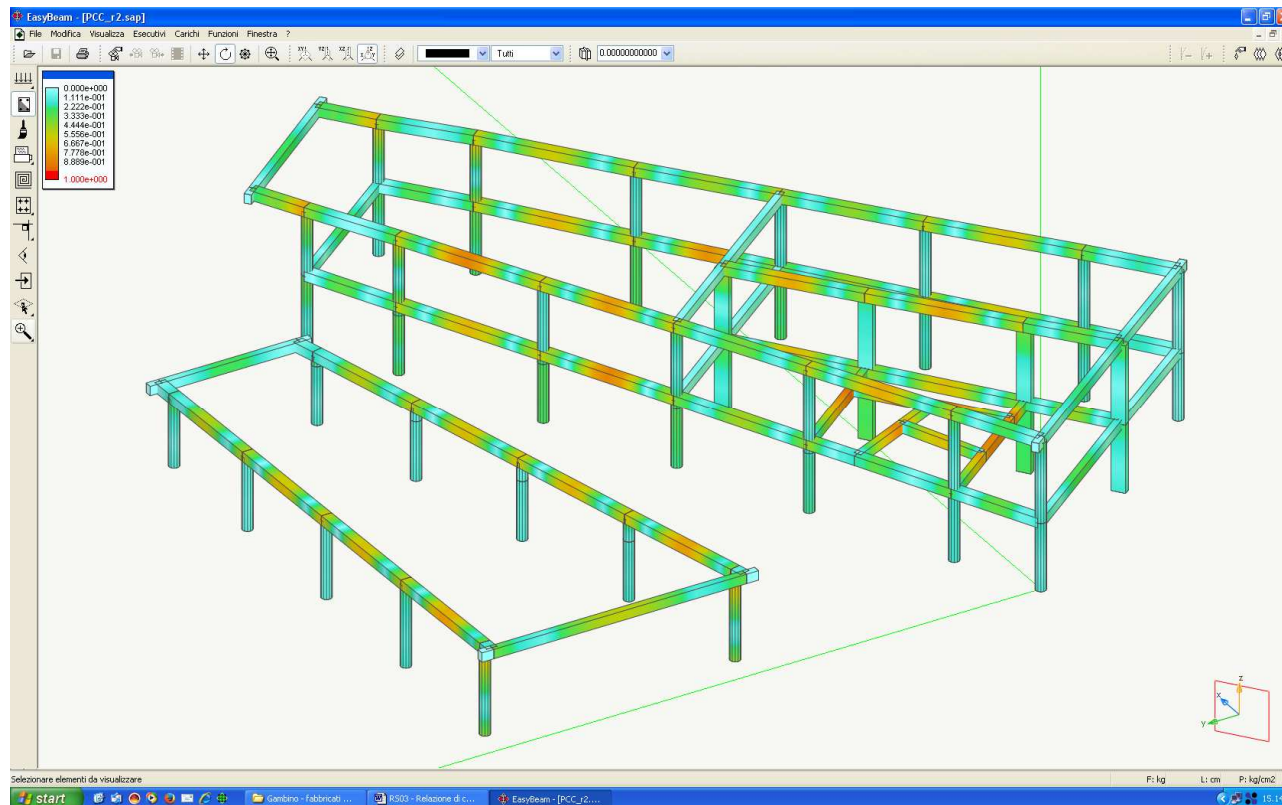 EasyBeam - [PCC_r2.sap]
File Modifica Visualizza Esecutivi Carichi Funzioni Finestra ?
Tutti 0.00000000000
0.000e+000
1.111e-001
2.222e-001
3.333e-001
4.444e-001
5.556e-001
6.667e-001
7.778e-001
8.889e-001
1.000e+000
z
x
y
Selezionare elementi da visualizzare F: kg L: cm P: kg/cm2
start Gambino - fabbricati ... RS03 - Relazione di c... EasyBeam - [PCC_r2....